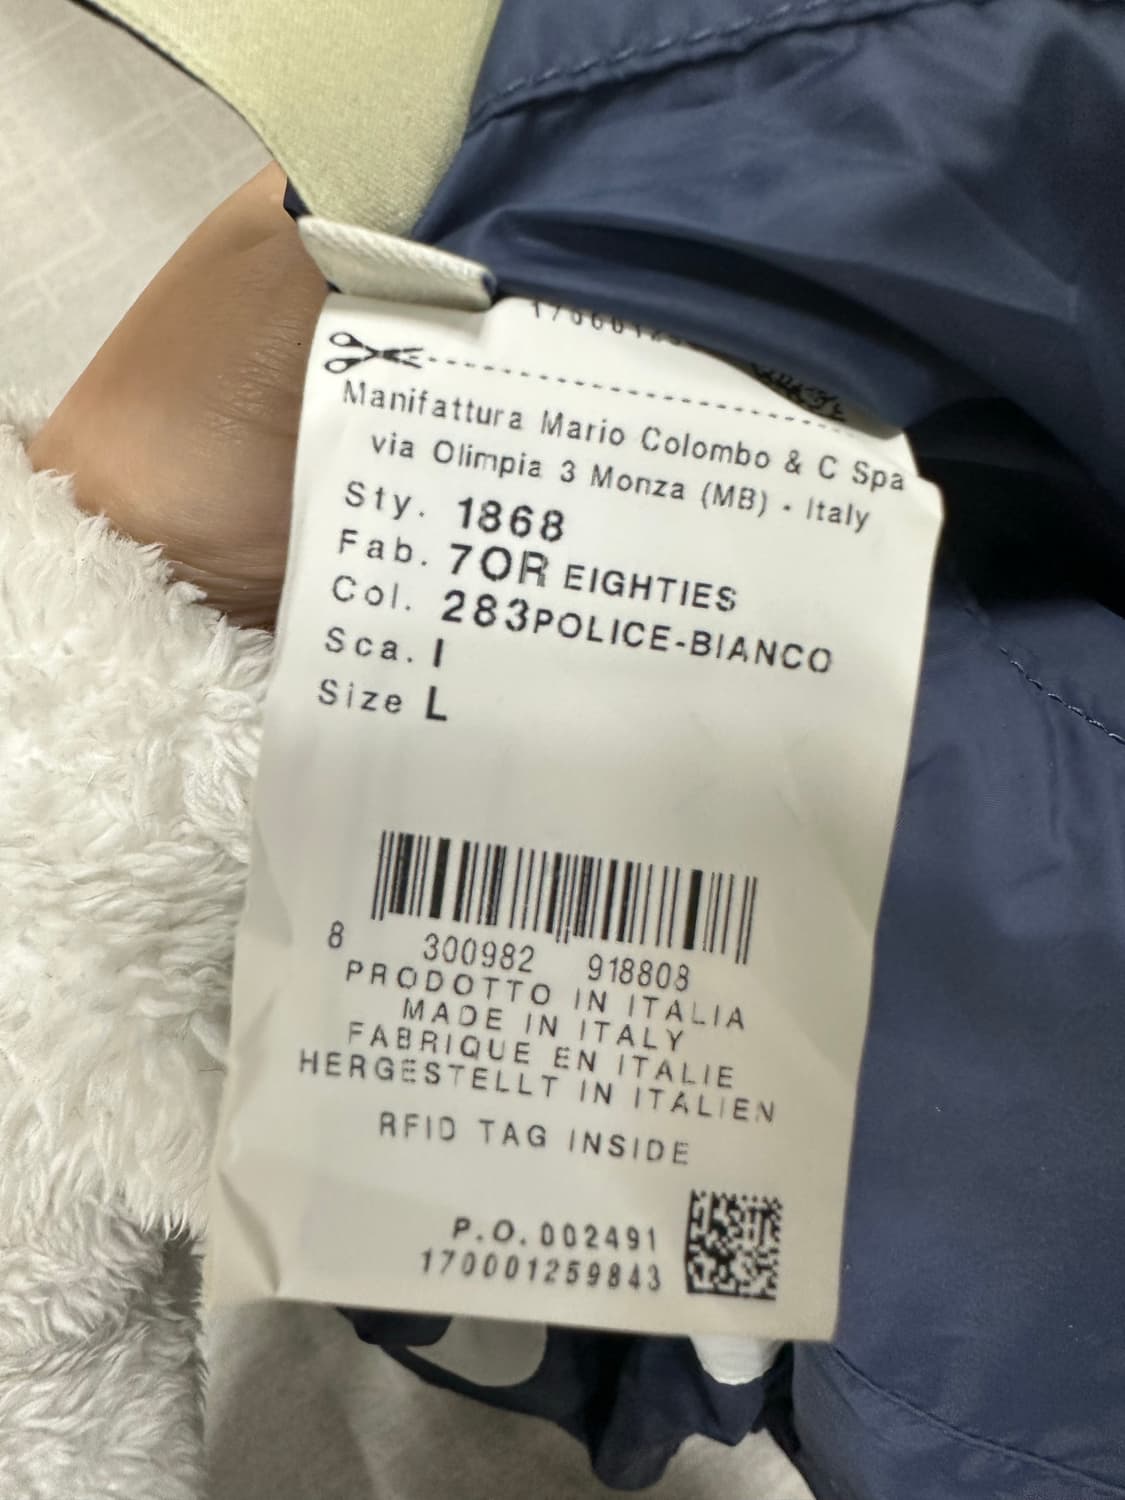 Manifattura Mario Colombo & C Spa
via Olimpia 3 Monza (MB) - Italy
Sty. 1868
Fab. 7OR EIGHTIES
Col. 283POLICE-BIANCO
Sca. I
Size L
8 300982 918808
PRODOTTO IN ITALIA
MADE IN ITALY
FABRIQUE EN ITALIE
HERGESTELLT IN ITALIEN
RFID TAG INSIDE
P.O. 002491
170001259843